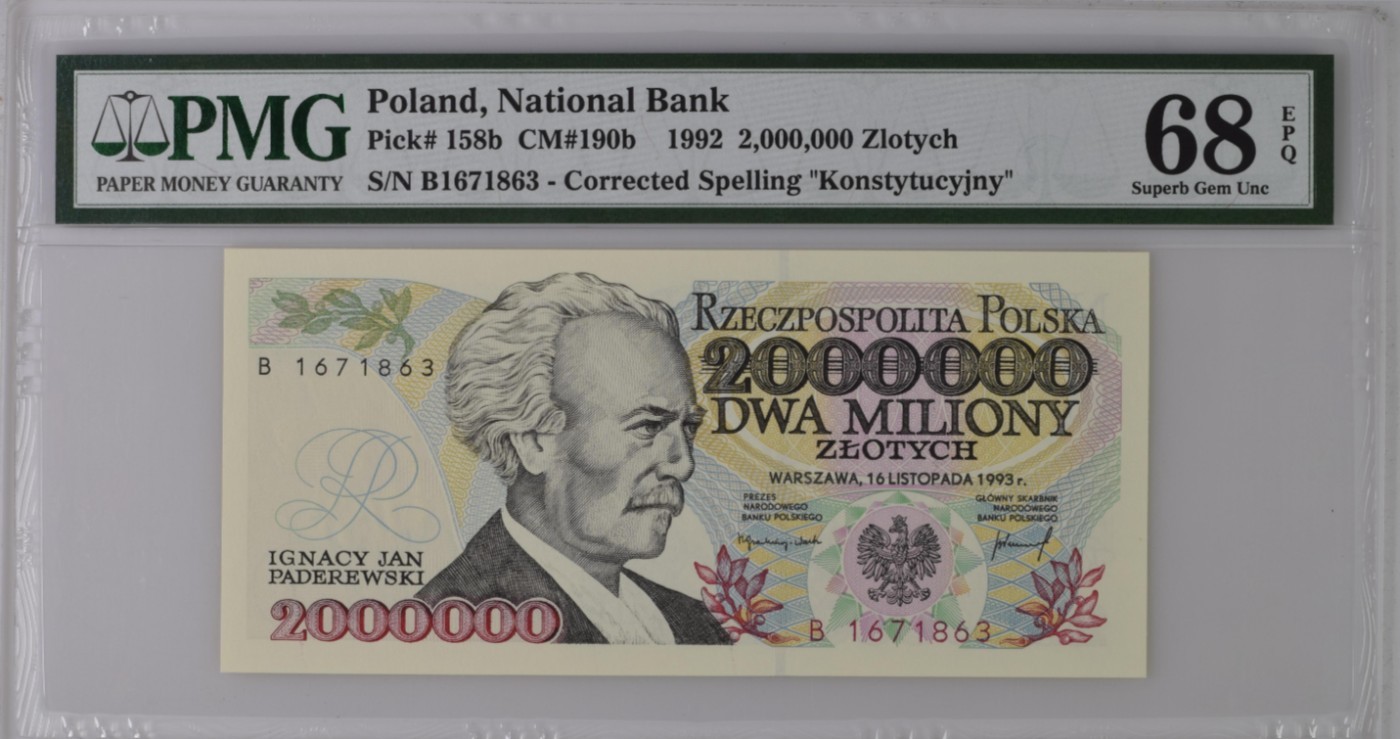 PMG
PAPER MONEY GUARANTY
Poland, National Bank
Pick# 158b CM#190b 1992 2,000,000 Zlotych
S/N B1671863 - Corrected Spelling "Konstytucyjny"
68
EPQ
Superb Gem Unc
RZECZPOSPOLITA POLSKA
2000000
DWA MILIONY
ZŁOTYCH
WARSZAWA, 16 LISTOPADA 1993 r.
PREZES
NARODOWEGO
BANKU POLSKIEGO
GŁÓWNY SKARBNIK
NARODOWEGO
BANKU POLSKIEGO
B 1671863
IGNACY JAN
PADEREWSKI
2000000
B 1671863